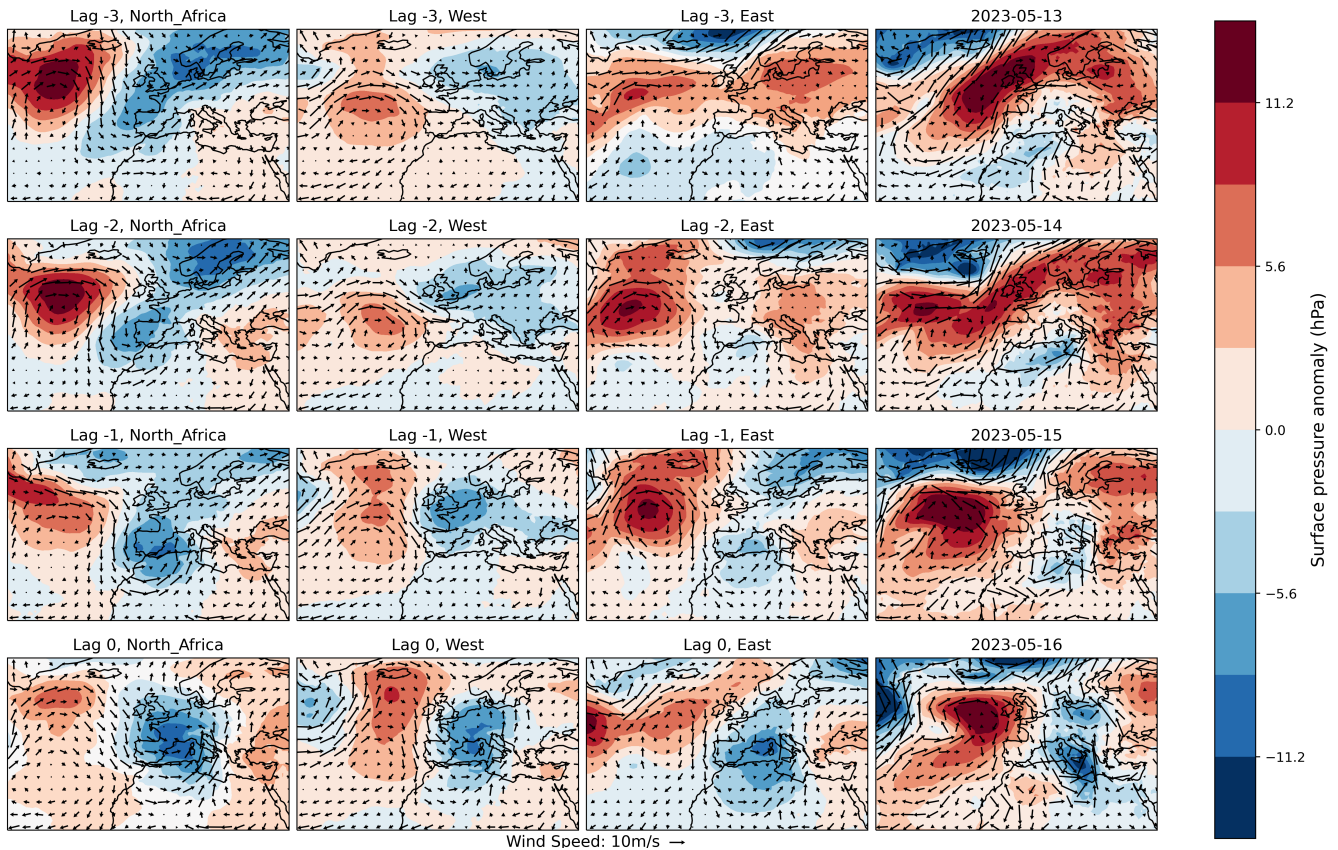 Lag -3, North_Africa
Lag -3, West
Lag -3, East
2023-05-13
Lag -2, North_Africa
Lag -2, West
Lag -2, East
2023-05-14
Lag -1, North_Africa
Lag -1, West
Lag -1, East
2023-05-15
Lag 0, North_Africa
Lag 0, West
Lag 0, East
2023-05-16
Wind Speed: 10m/s →
11.2
5.6
0.0
−5.6
−11.2
Surface pressure anomaly (hPa)